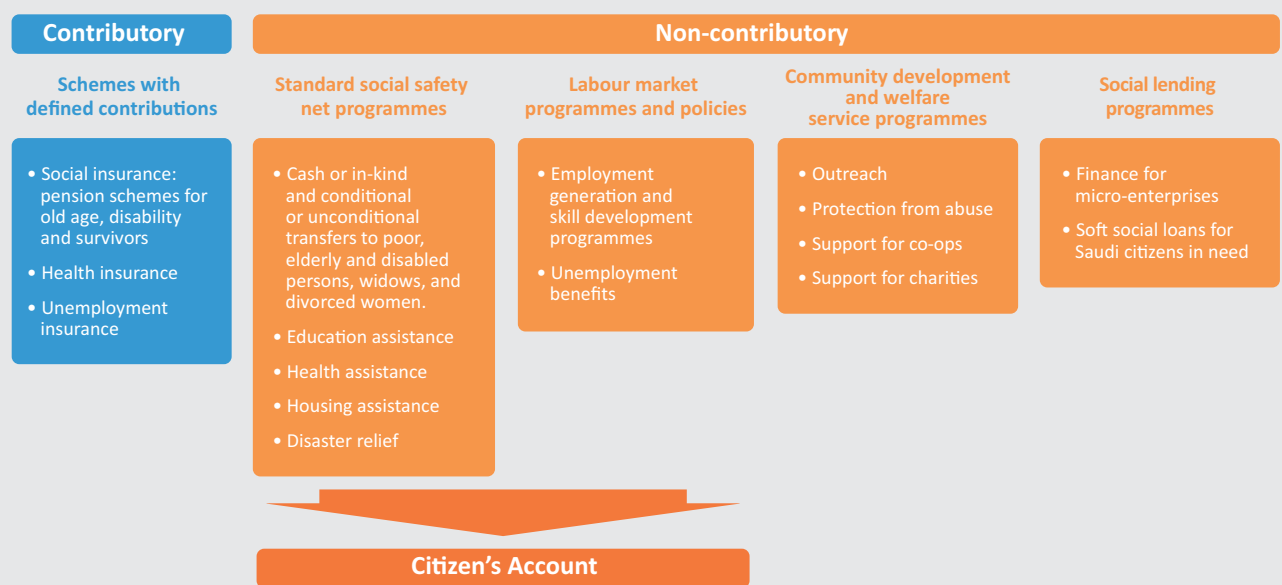 Contributory
Non-contributory
Schemes with
defined contributions
Standard social safety
net programmes
Labour market
programmes and policies
Community development
and welfare
service programmes
Social lending
programmes
• Social insurance:
pension schemes for
old age, disability
and survivors
• Health insurance
• Unemployment
insurance
• Cash or in-kind
and conditional
or unconditional
transfers to poor,
elderly and disabled
persons, widows, and
divorced women.
• Education assistance
• Health assistance
• Housing assistance
• Disaster relief
• Employment
generation and
skill development
programmes
• Unemployment
benefits
• Outreach
• Protection from abuse
• Support for co-ops
• Support for charities
• Finance for
micro-enterprises
• Soft social loans for
Saudi citizens in need
Citizen’s Account